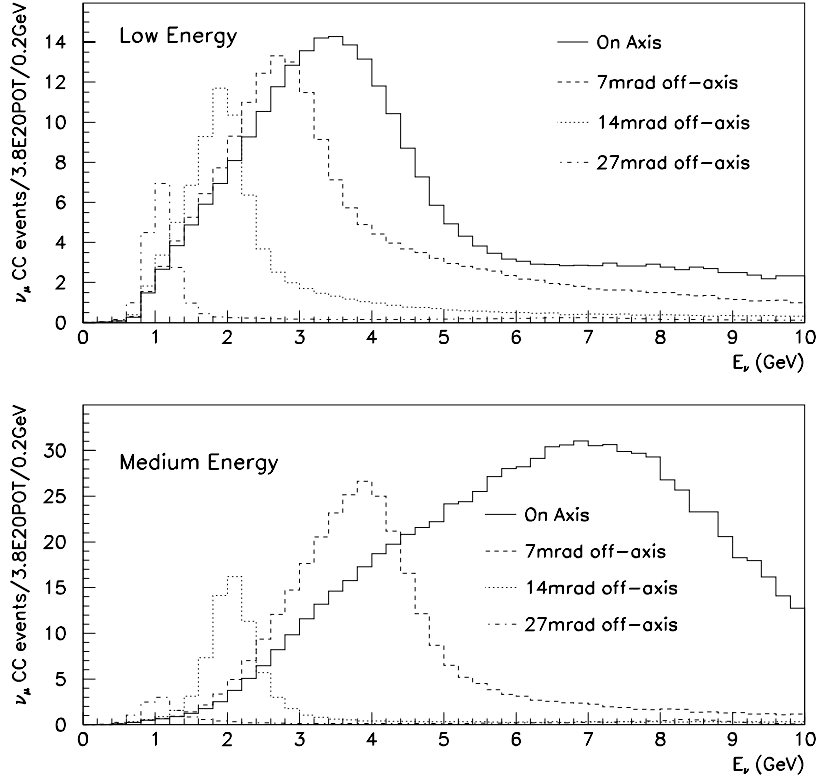 Low Energy
On Axis
7mrad off-axis
14mrad off-axis
27mrad off-axis
νμ CC events/3.8E20POT/0.2GeV
14
12
10
8
6
4
2
0
0 1 2 3 4 5 6 7 8 9 10
Eν (GeV)
Medium Energy
On Axis
7mrad off-axis
14mrad off-axis
27mrad off-axis
νμ CC events/3.8E20POT/0.2GeV
30
25
20
15
10
5
0
0 1 2 3 4 5 6 7 8 9 10
Eν (GeV)